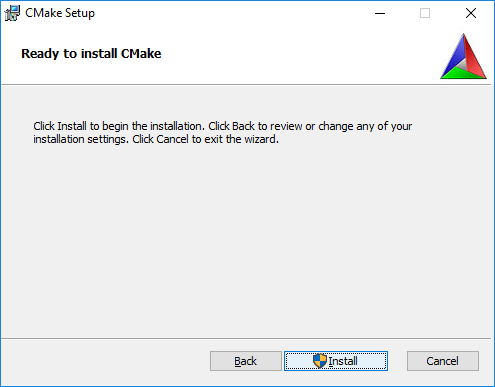 CMake Setup
Ready to install CMake
Click Install to begin the installation. Click Back to review or change any of your
installation settings. Click Cancel to exit the wizard.
Back
Install
Cancel